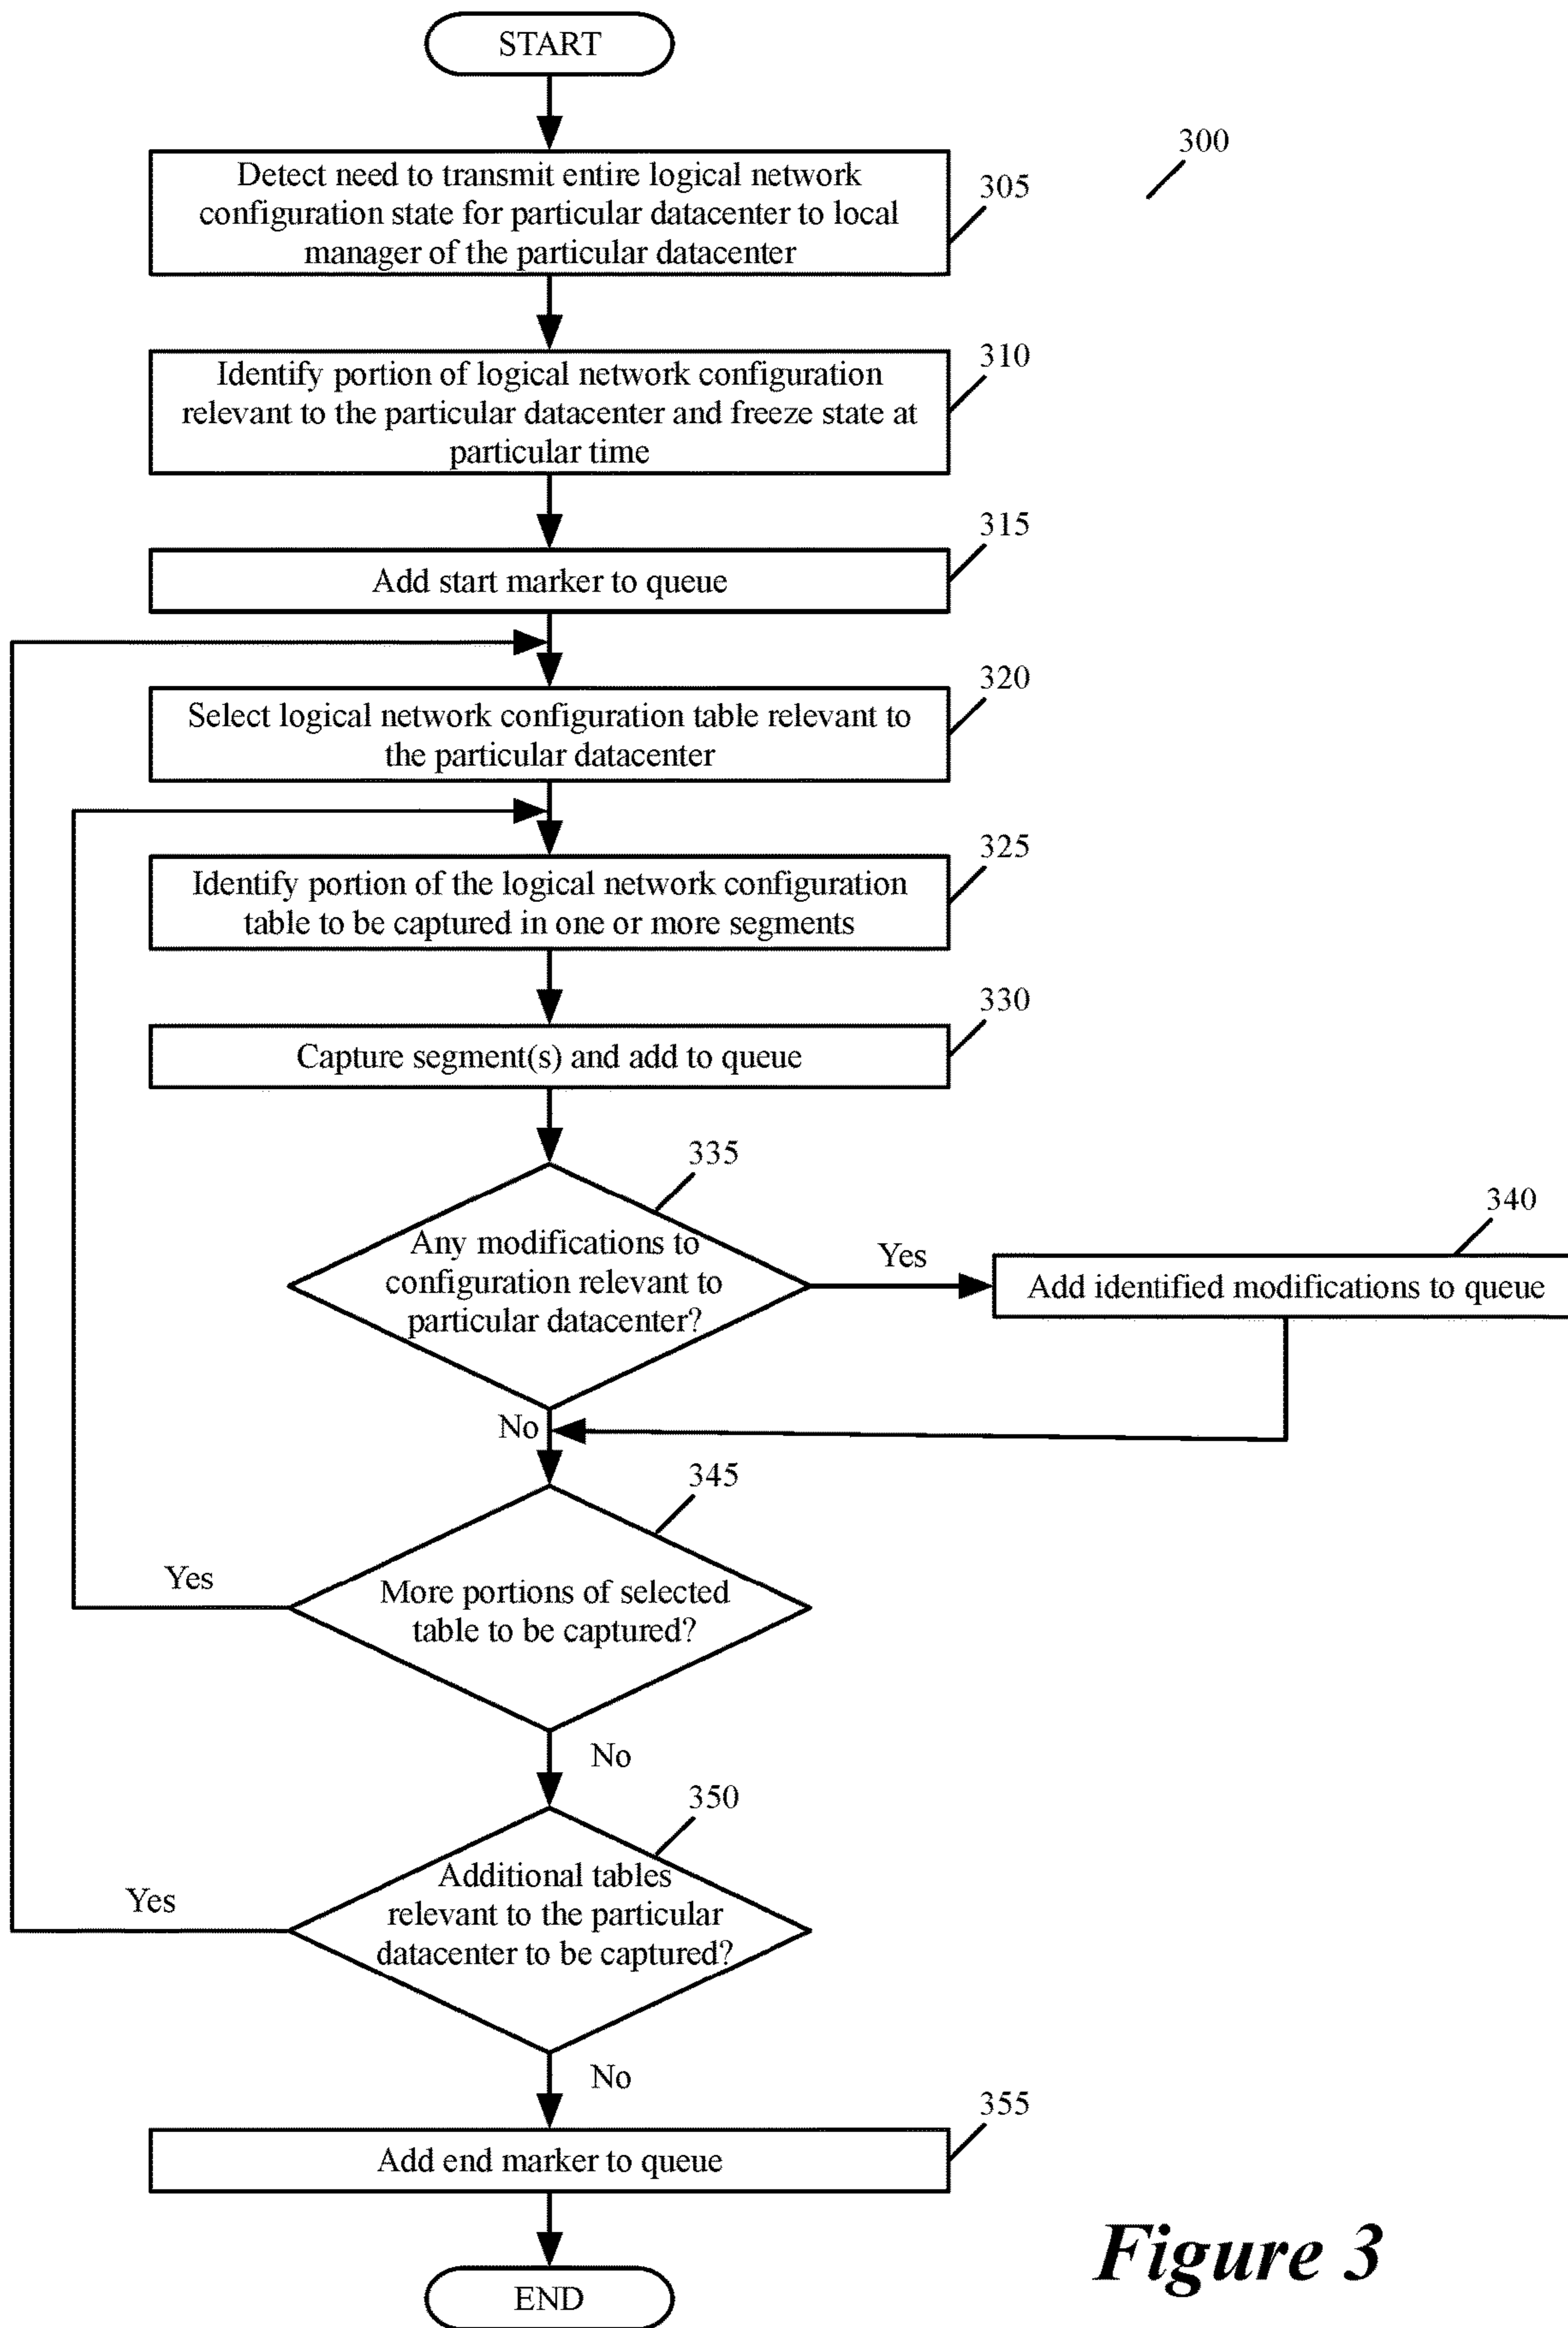 START
300
Detect need to transmit entire logical network
configuration state for particular datacenter to local
manager of the particular datacenter
305
Identify portion of logical network configuration
relevant to the particular datacenter and freeze state at
particular time
310
315
Add start marker to queue
320
Select logical network configuration table relevant to
the particular datacenter
325
Identify portion of the logical network configuration
table to be captured in one or more segments
330
Capture segment(s) and add to queue
335
Any modifications to
configuration relevant to
particular datacenter?
Yes
340
Add identified modifications to queue
No
345
More portions of selected
table to be captured?
Yes
No
350
Additional tables
relevant to the particular
datacenter to be captured?
Yes
No
355
Add end marker to queue
END
Figure 3